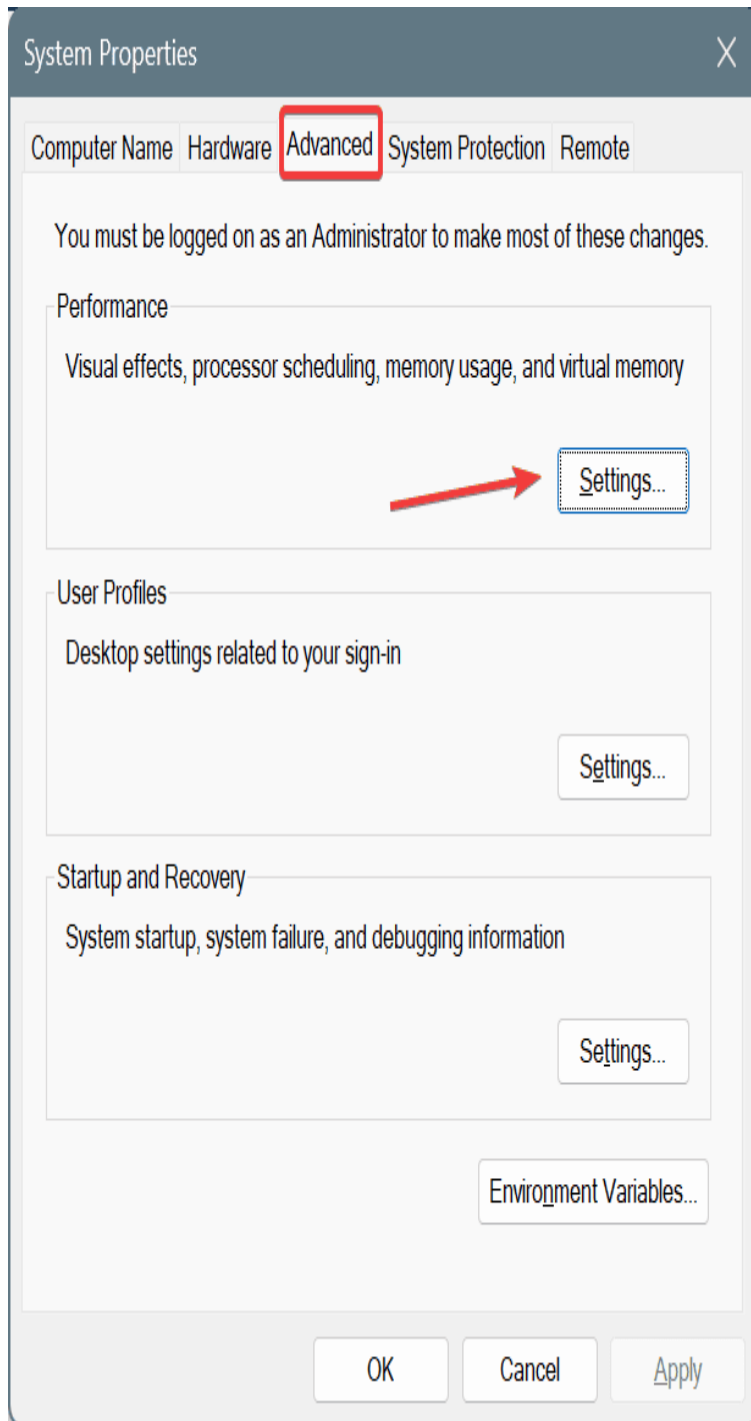 System Properties
Computer Name Hardware Advanced System Protection Remote
You must be logged on as an Administrator to make most of these changes.
Performance
Visual effects, processor scheduling, memory usage, and virtual memory
Settings...
User Profiles
Desktop settings related to your sign-in
Settings...
Startup and Recovery
System startup, system failure, and debugging information
Settings...
Environment Variables...
OK Cancel Apply